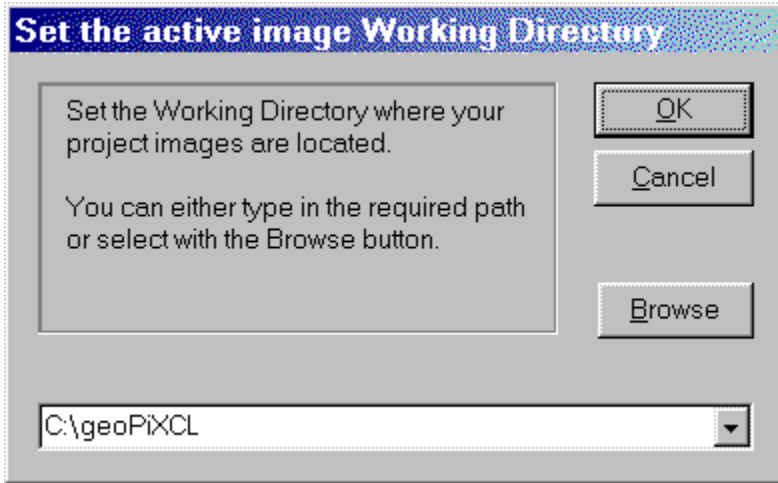 Set the active image Working Directory
Set the Working Directory where your
project images are located.
You can either type in the required path
or select with the Browse button.
OK
Cancel
Browse
C:\geoPiXCL